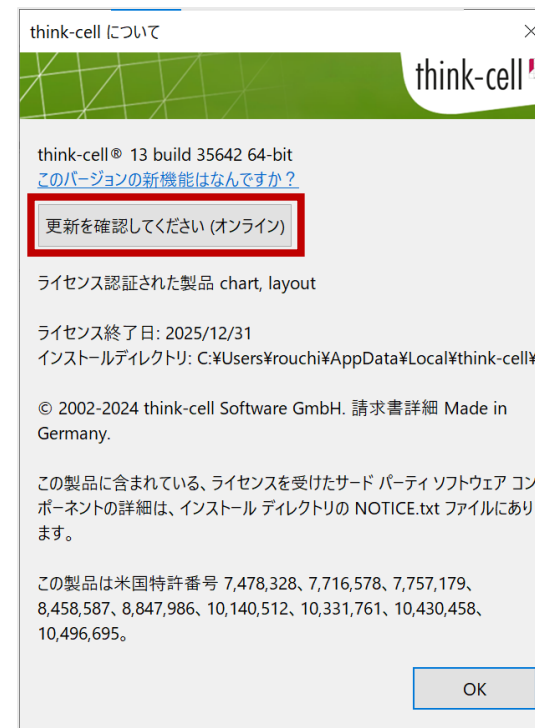 think-cell について
think-cell
think-cell® 13 build 35642 64-bit
このバージョンの新機能はなんですか？
更新を確認してください (オンライン)
ライセンス認証された製品 chart, layout
ライセンス終了日: 2025/12/31
インストールディレクトリ: C:¥Users¥rouchi¥AppData¥Local¥think-cell¥
© 2002-2024 think-cell Software GmbH. 請求書詳細 Made in
Germany.
この製品に含まれている、ライセンスを受けたサード パーティ ソフトウェア コン
ポーネントの詳細は、インストール ディレクトリの NOTICE.txt ファイルにあり
ます。
この製品は米国特許番号 7,478,328、7,716,578、7,757,179、
8,458,587、8,847,986、10,140,512、10,331,761、10,430,458、
10,496,695。
OK